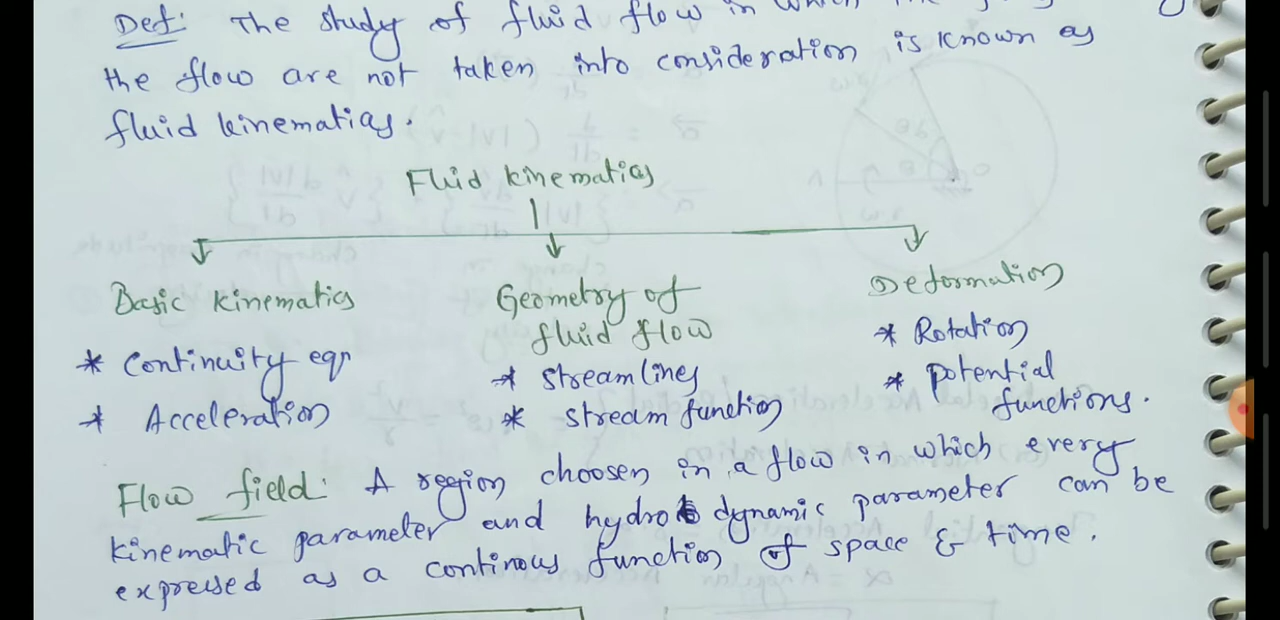 Def: The study of fluid flow in which the
the flow are not taken into consideration is known as
fluid kinematics.
Fluid kinematics
Basic kinematics
Geometry of
fluid flow
Deformation
* Continuity eqn
* Acceleration
* streamlines
* stream function
* Rotation
* potential
functions.
Flow field: A region choosen in a flow in which every
kinematic parameter and hydro dynamic parameter can be
expressed as a continous function of space & time.